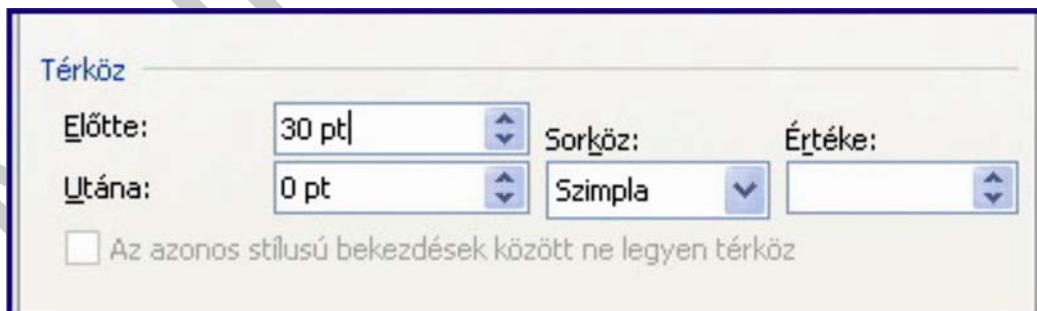 Térköz
Előtte: 30 pt Sorköz: Értéke:
Utána: 0 pt Szimpla
Az azonos stílusú bekezdések között ne legyen térköz